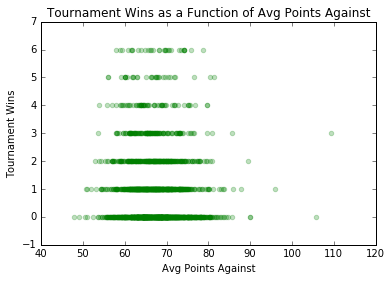 Tournament Wins as a Function of Avg Points Against
7
6
5
4
3
2
1
0
−1
Tournament Wins
40 50 60 70 80 90 100 110 120
Avg Points Against